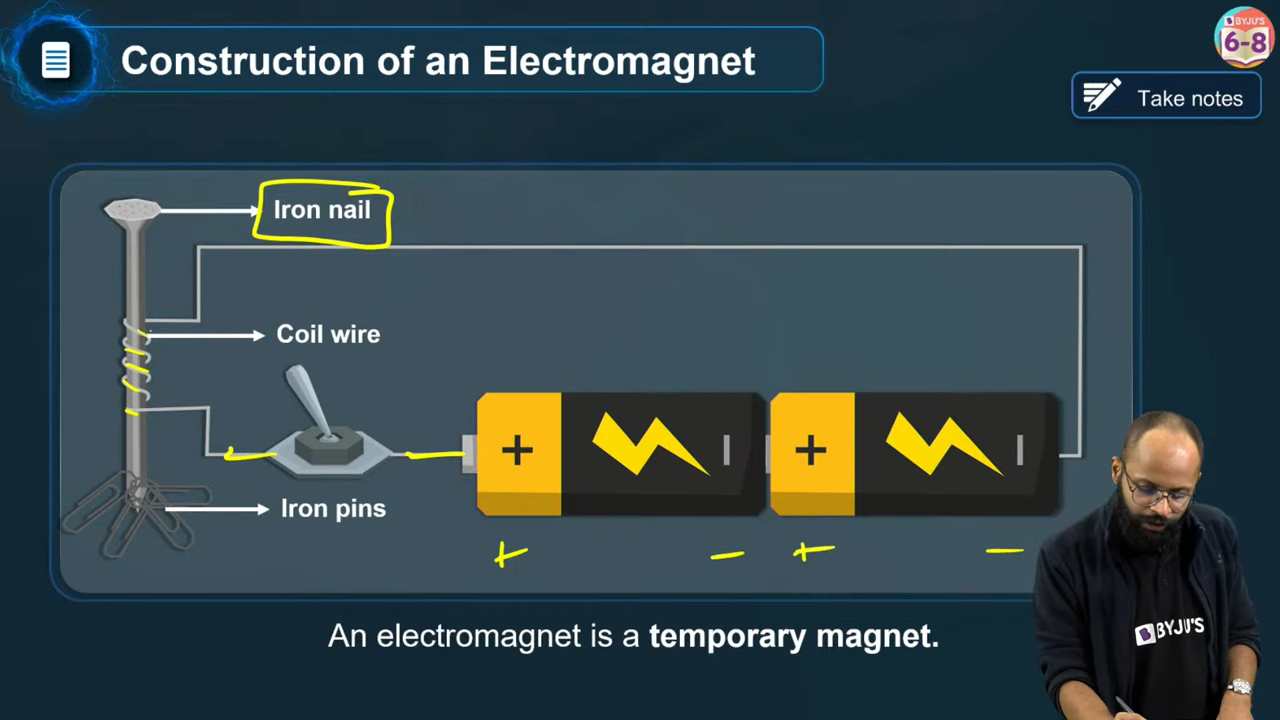 Construction of an Electromagnet
BYJU'S
6-8
Take notes
Iron nail
Coil wire
+ +
Iron pins
+ − + −
BYJU'S
An electromagnet is a temporary magnet.